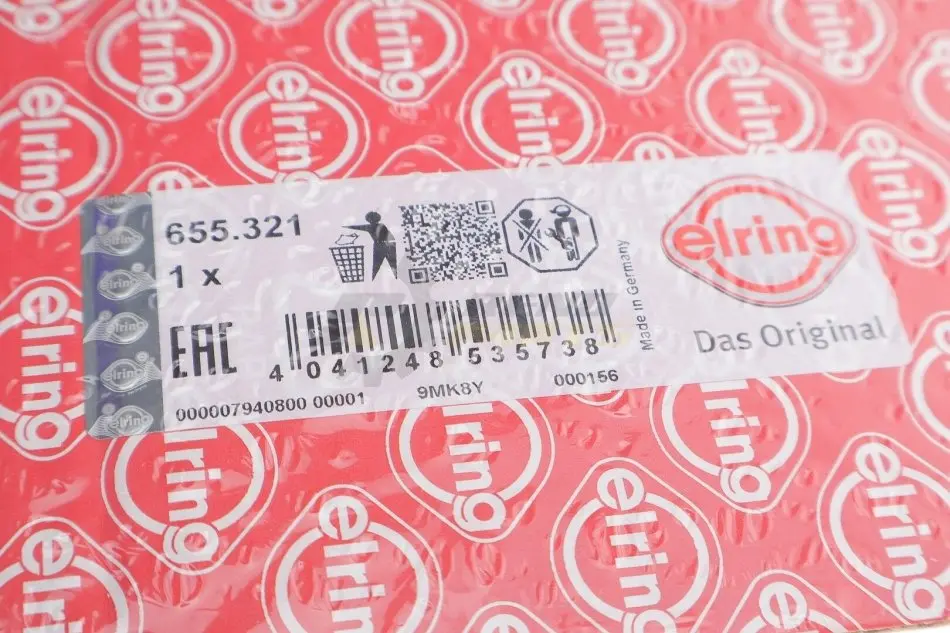 655.321
1 x
EAC
4 041248 535738
000007940800 00001
9MK8Y
000156
Made in Germany
elring
Das Original